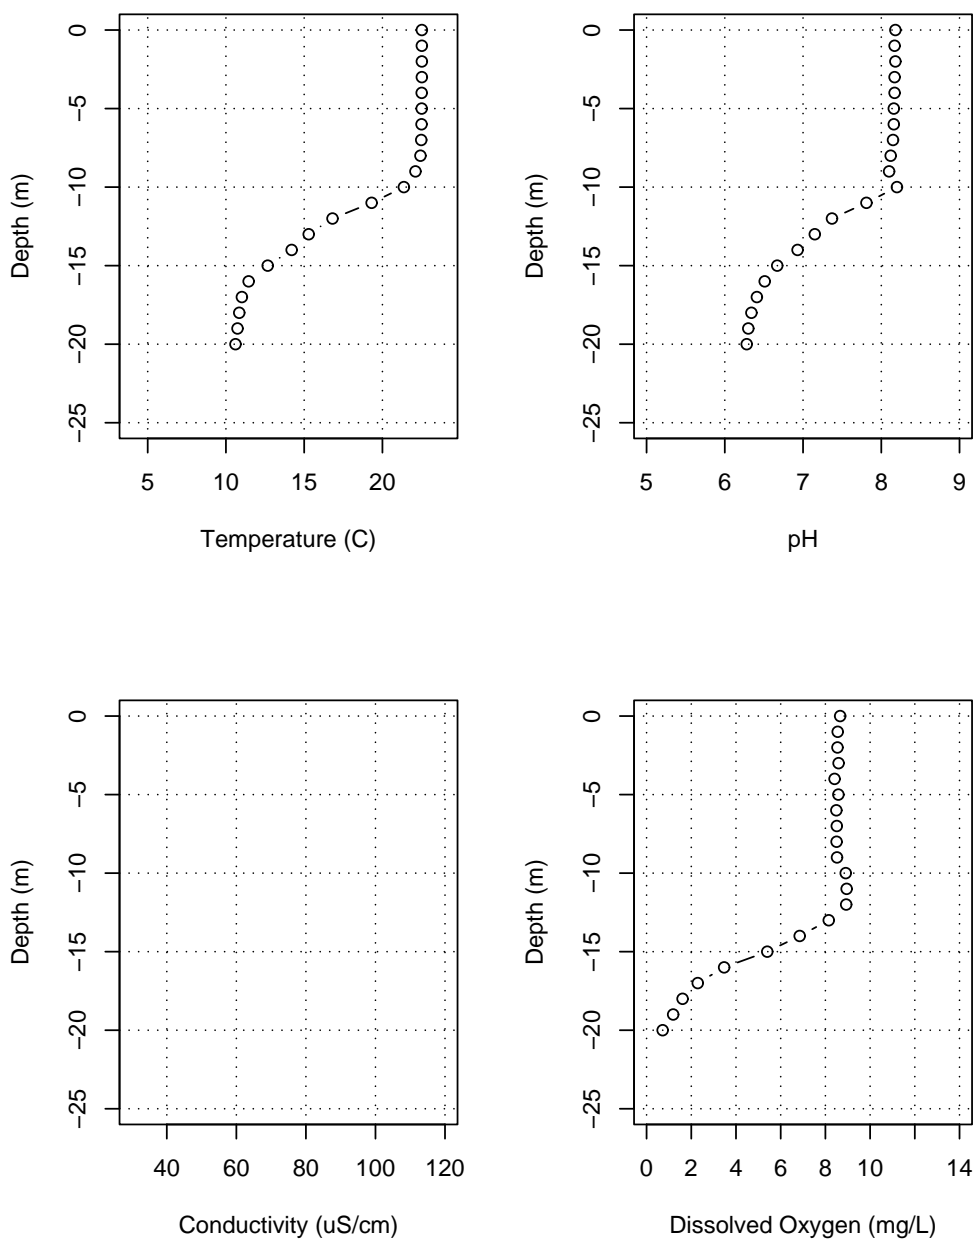 0
−5
−10
−15
−20
−25
Depth (m)
5 10 15 20
Temperature (C)
0
−5
−10
−15
−20
−25
Depth (m)
5 6 7 8 9
pH
0
−5
−10
−15
−20
−25
Depth (m)
40 60 80 100 120
Conductivity (uS/cm)
0
−5
−10
−15
−20
−25
Depth (m)
0 2 4 6 8 10 14
Dissolved Oxygen (mg/L)